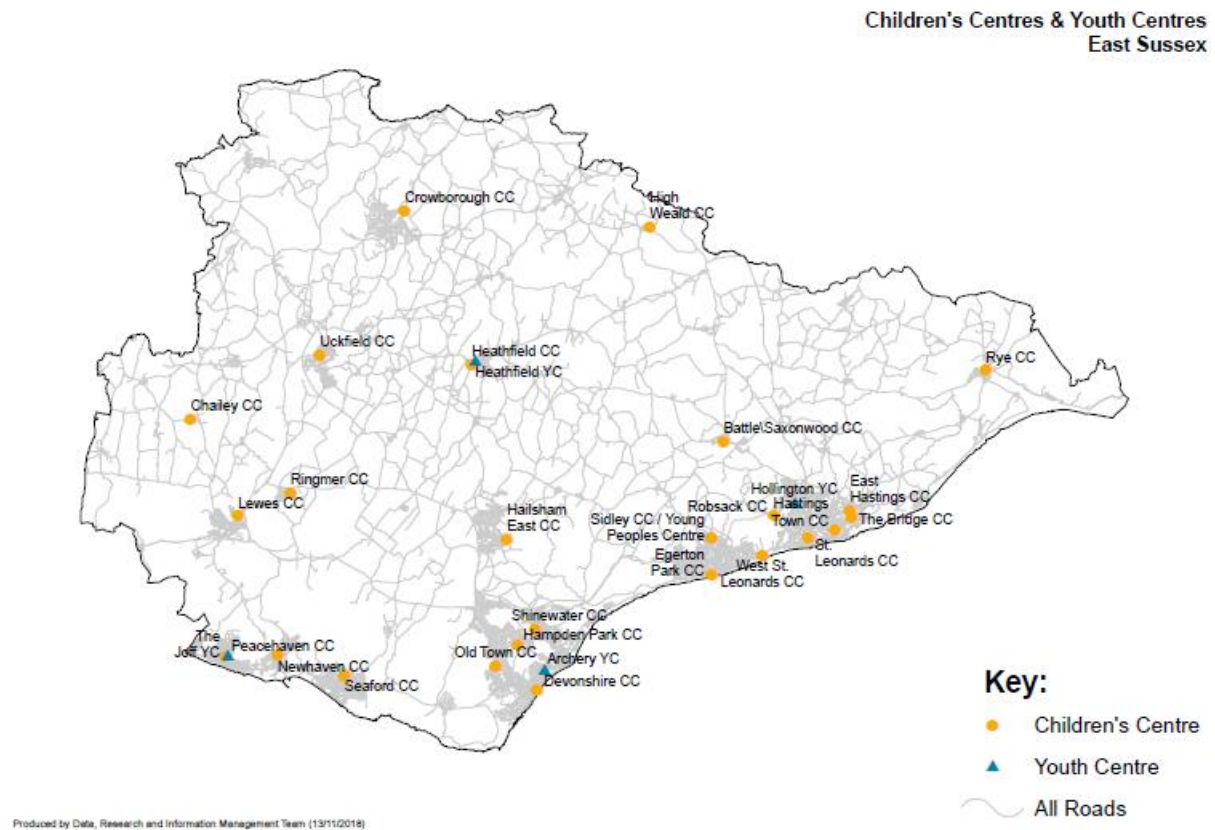 Children's Centres & Youth Centres
East Sussex
Crowborough CC
High
Weald CC
Uckfield CC
Heathfield CC
Heathfield YC
Rye CC
Chailey CC
Battle\Saxonwood CC
Ringmer CC
Lewes CC
Hailsham
East CC
Hollington YC
Robsack CC
Hastings
Town CC
East
Hastings CC
The Bridge CC
Sidley CC / Young
Peoples Centre
Egerton
Park CC
West St.
Leonards CC
St.
Leonards CC
Shinewater CC
Hampden Park CC
Old Town CC
Archery YC
Devonshire CC
The
Joff YC
Peacehaven CC
Newhaven CC
Seaford CC
Key:
Children's Centre
Youth Centre
All Roads
Produced by Data, Research and Information Management Team (13/11/2018)